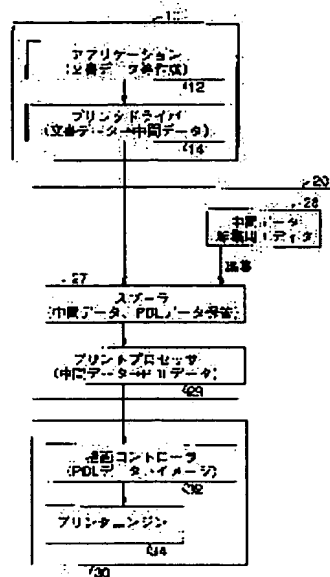 アプリケーション
(文書データ等作成)
12
プリンタドライバ
(文書データ→中間データ)
14
20
28
中間データ
編集用エディタ
編集
27
スプーラ
(中間データ、PDLデータ保管)
プリントプロセッサ
(中間データ→PDLデータ)
29
描画コントローラ
(PDLデータ→イメージ)
32
プリンタエンジン
34
30